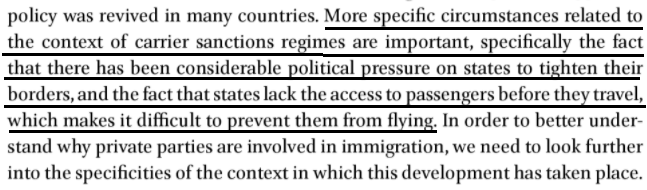 policy was revived in many countries. More specific circumstances related to
the context of carrier sanctions regimes are important, specifically the fact
that there has been considerable political pressure on states to tighten their
borders, and the fact that states lack the access to passengers before they travel,
which makes it difficult to prevent them from flying. In order to better under-
stand why private parties are involved in immigration, we need to look further
into the specificities of the context in which this development has taken place.